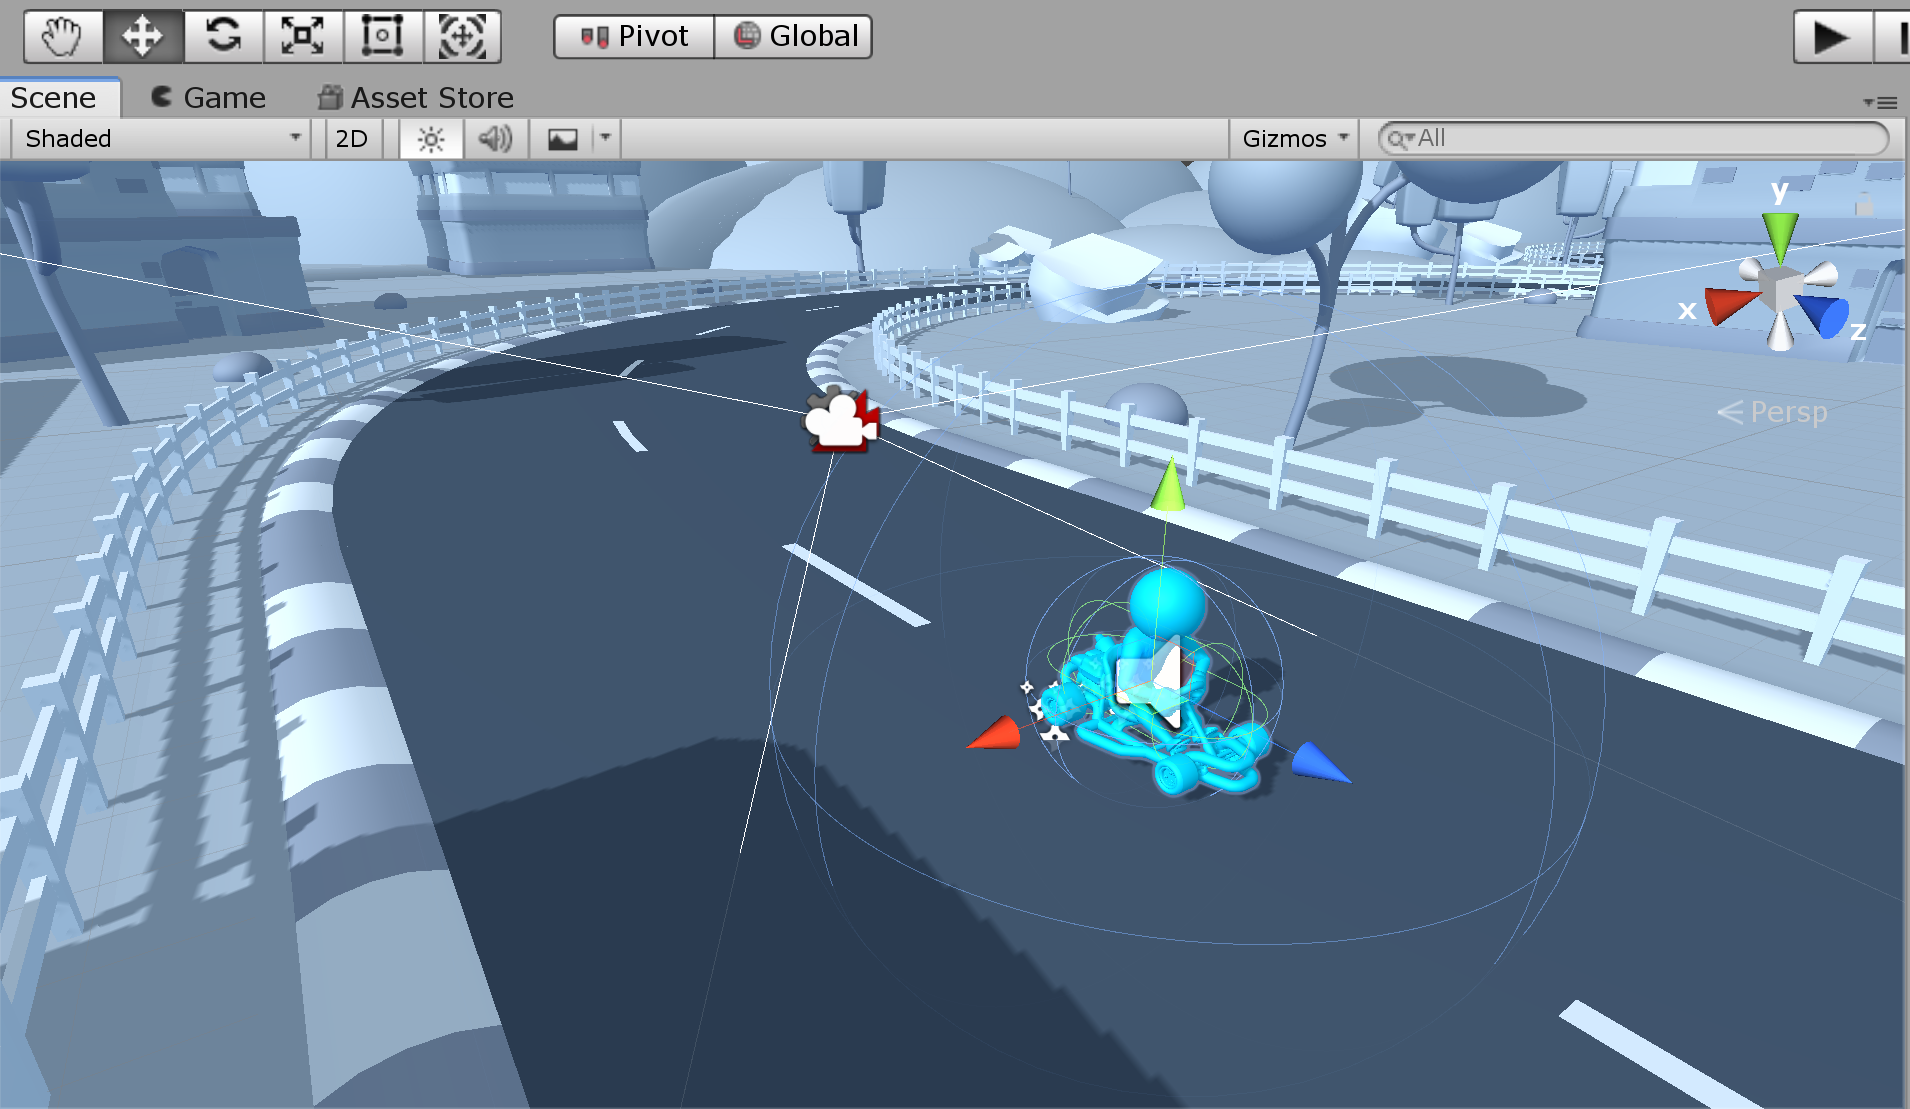 Pivot Global
Scene Game Asset Store
Shaded 2D Gizmos All
y
x
z
Persp